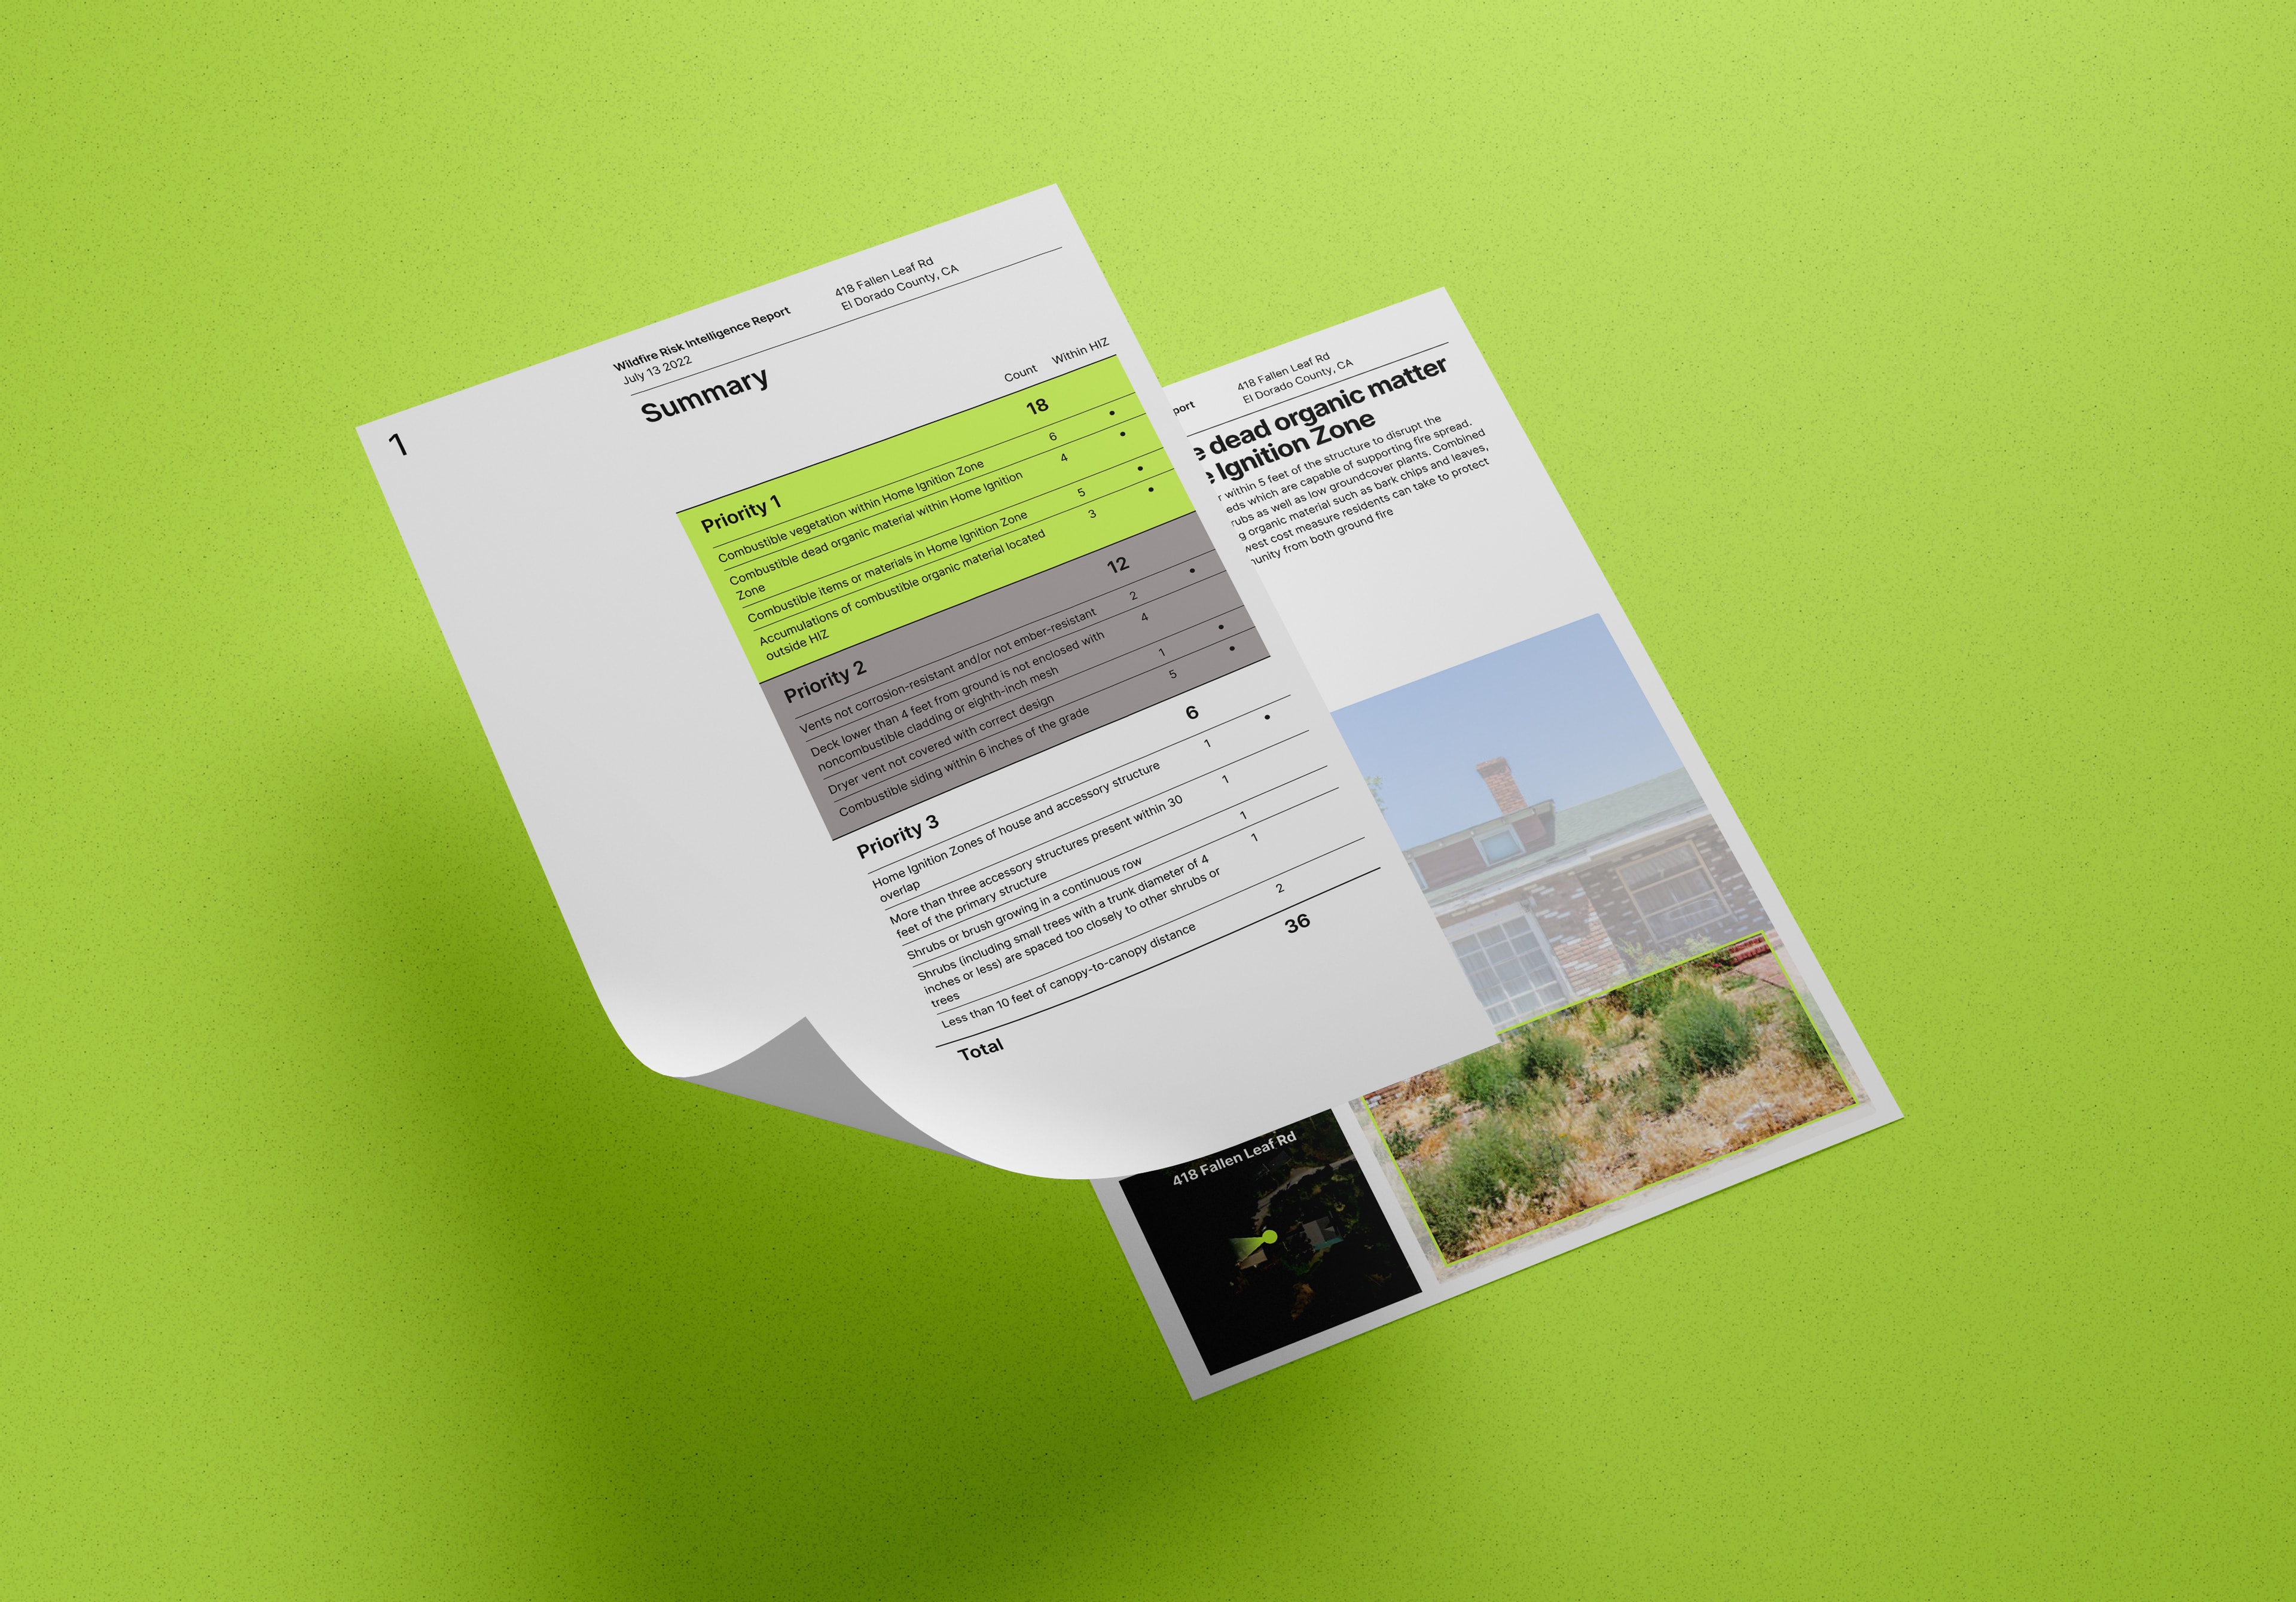 1
Wildfire Risk Intelligence Report
July 13 2022
418 Fallen Leaf Rd
El Dorado County, CA
Summary
Count Within HIZ
Priority 1 18
Combustible vegetation within Home Ignition Zone 6 •
Combustible dead organic material within Home Ignition 4 •
Zone
Combustible items or materials in Home Ignition Zone 5 •
Accumulations of combustible organic material located 3 •
outside HIZ
Priority 2 12
Vents not corrosion-resistant and/or not ember-resistant 2 •
Deck lower than 4 feet from ground is not enclosed with 4
noncombustible cladding or eighth-inch mesh
Dryer vent not covered with correct design 1 •
Combustible siding within 6 inches of the grade 5 •
Priority 3 6
Home Ignition Zones of house and accessory structure 1 •
overlap
More than three accessory structures present within 30 1
feet of the primary structure
Shrubs or brush growing in a continuous row 1
Shrubs (including small trees with a trunk diameter of 4 1
inches or less) are spaced too closely to other shrubs or
trees
Less than 10 feet of canopy-to-canopy distance 2
Total 36
port
418 Fallen Leaf Rd
El Dorado County, CA
e dead organic matter
e Ignition Zone
r within 5 feet of the structure to disrupt the
eds which are capable of supporting fire spread.
rubs as well as low groundcover plants. Combined
g organic material such as bark chips and leaves,
west cost measure residents can take to protect
nunity from both ground fire
418 Fallen Leaf Rd